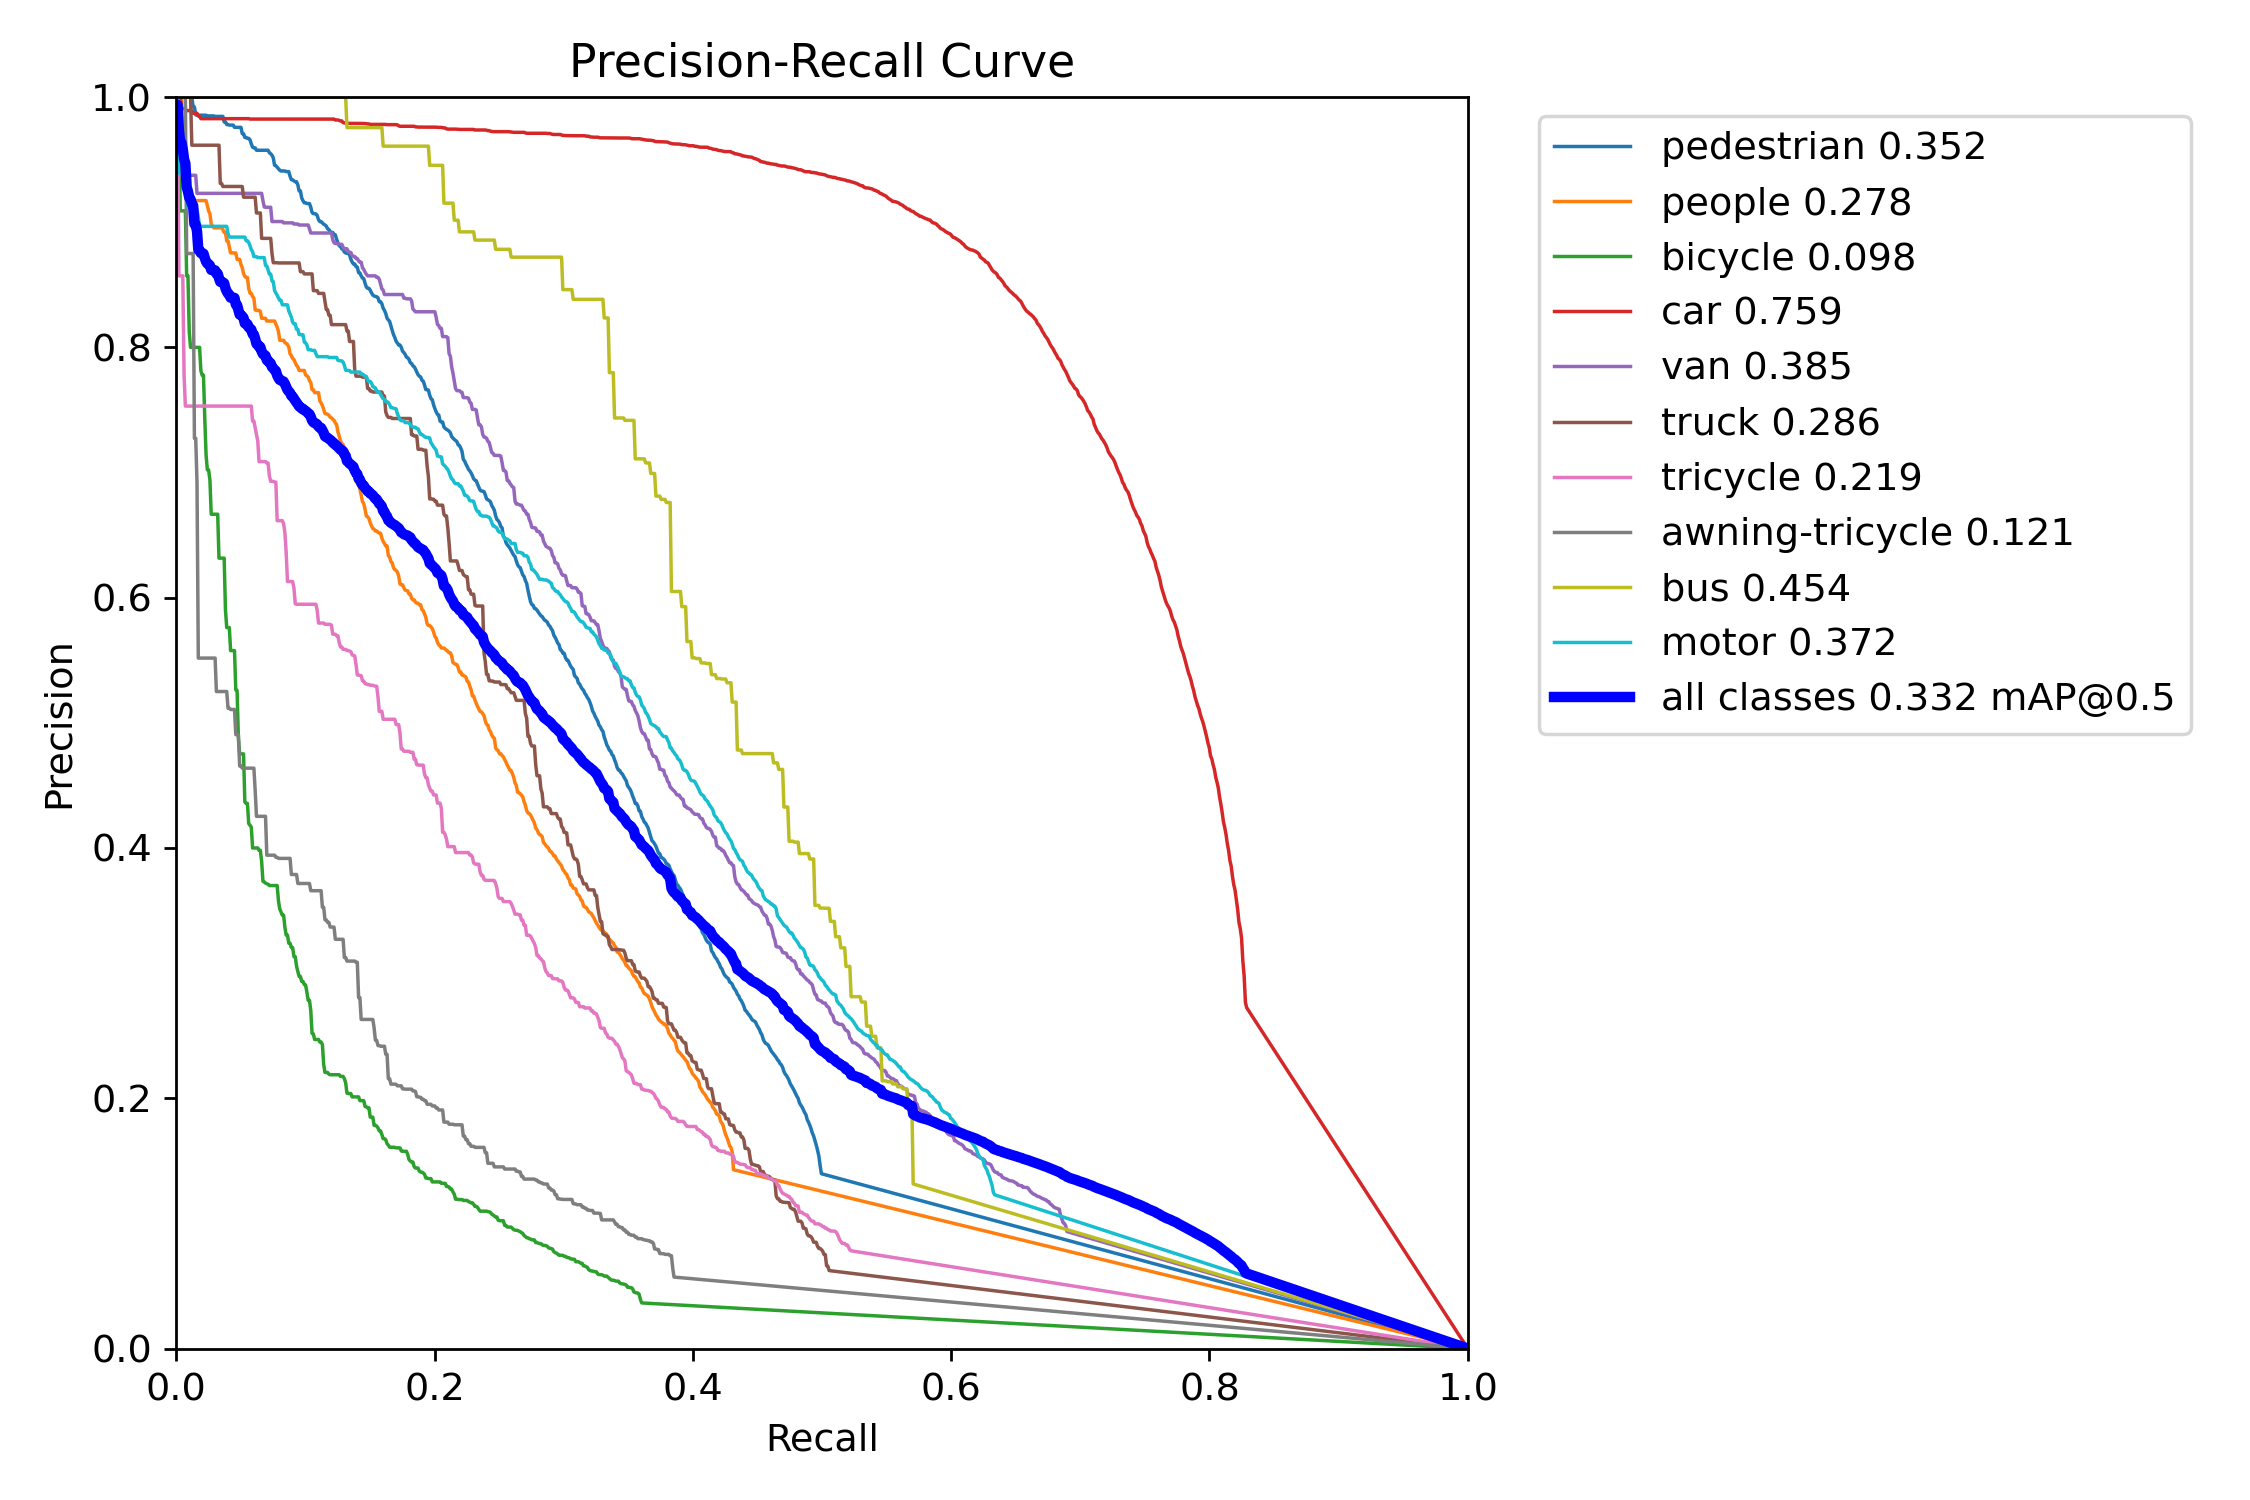 Precision-Recall Curve
1.0
0.8
0.6
0.4
0.2
0.0
Precision
0.0 0.2 0.4 0.6 0.8 1.0
Recall
pedestrian 0.352
people 0.278
bicycle 0.098
car 0.759
van 0.385
truck 0.286
tricycle 0.219
awning-tricycle 0.121
bus 0.454
motor 0.372
all classes 0.332 mAP@0.5